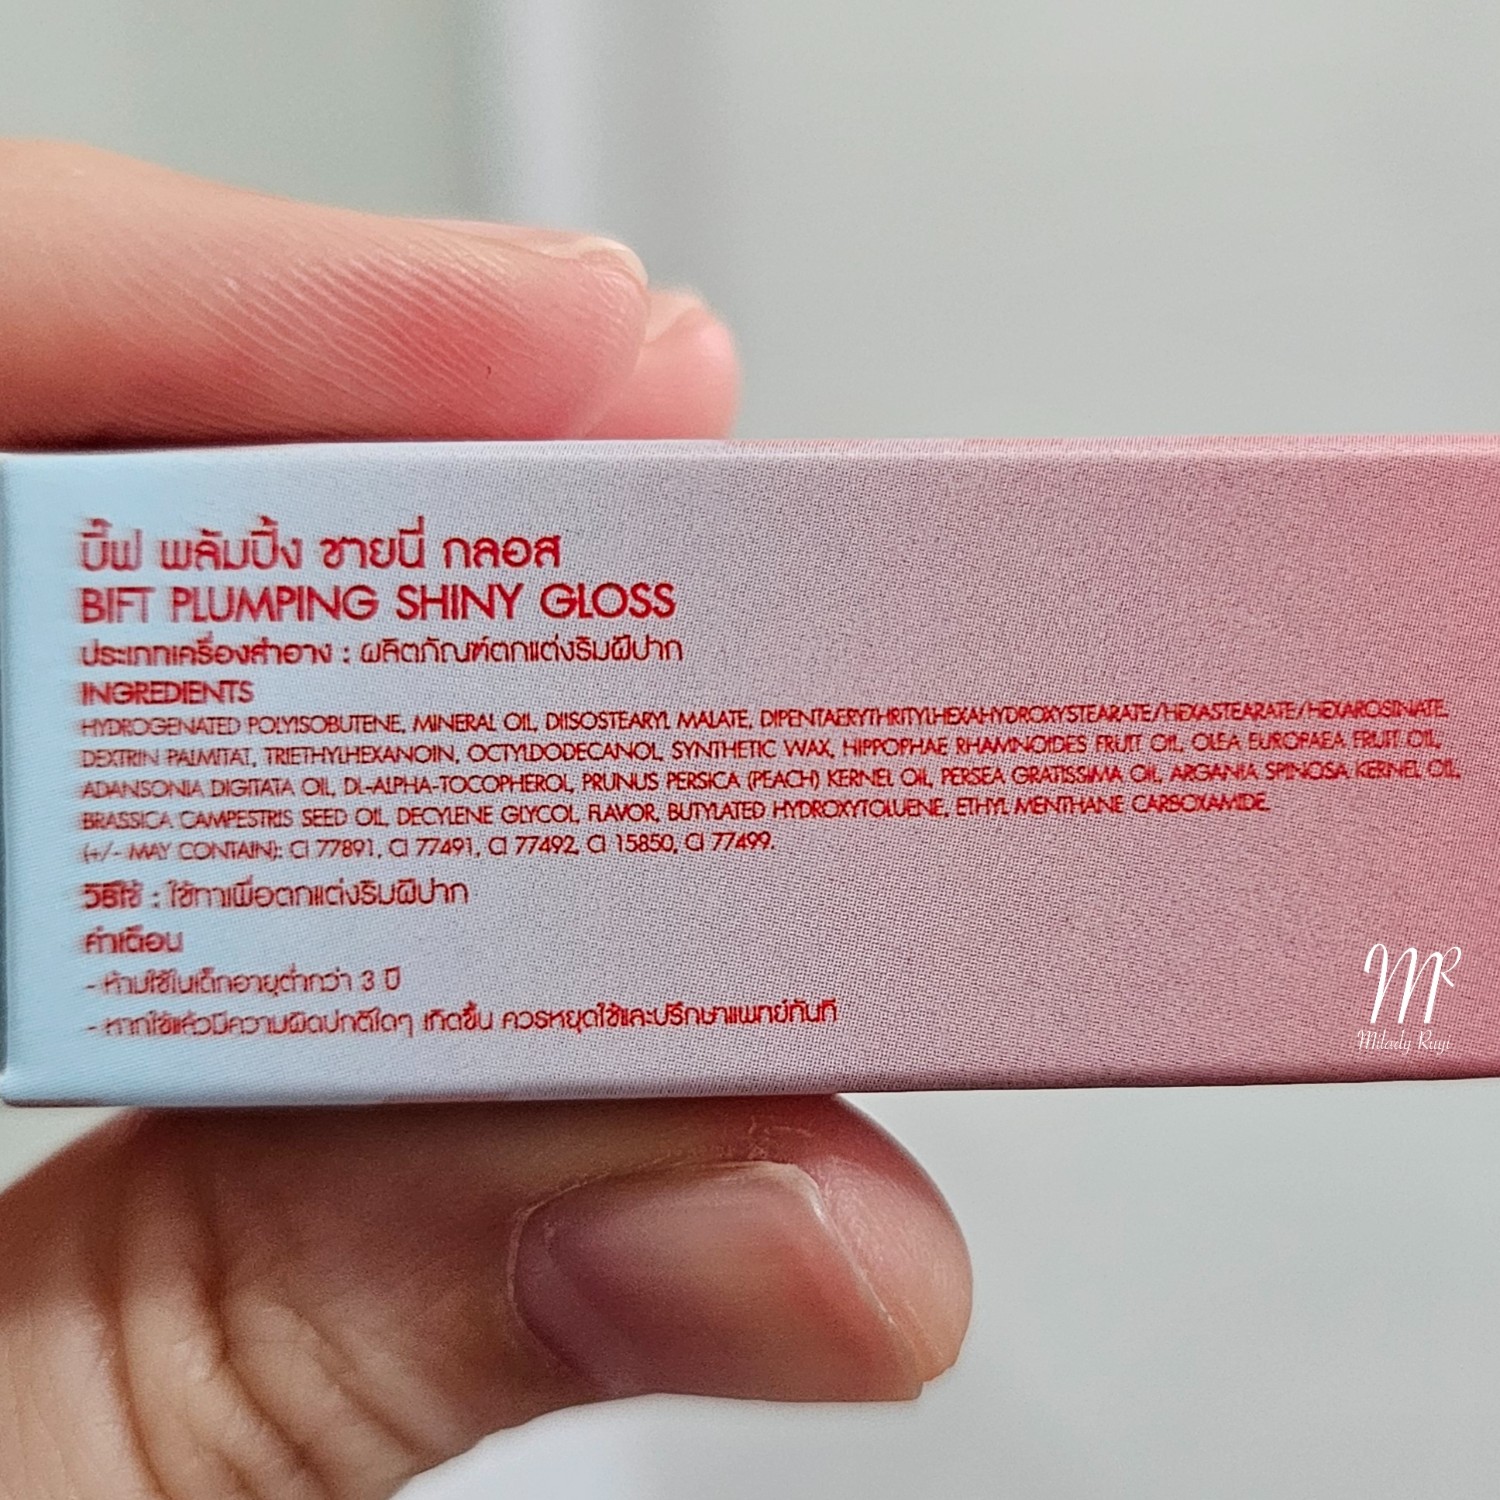 บี๊ฟ พลัมปิ้ง ชายนี่ กลอส
BIFT PLUMPING SHINY GLOSS
ประเภทเครื่องสำอาง : ผลิตภัณฑ์ตกแต่งริมฝีปาก
INGREDIENTS
HYDROGENATED POLYISOBUTENE, MINERAL OIL, DIISOSTEARYL MALATE, DIPENTAERYTHRITYLHEXAHYDROXYSTEARATE/HEXASTEARATE/HEXAROSINATE,
DEXTRIN PALMITAT, TRIETHYLHEXANOIN, OCTYLDODECANOL, SYNTHETIC WAX, HIPPOPHAE RHAMNOIDES FRUIT OIL, OLEA EUROPAEA FRUIT OIL,
ADANSONIA DIGITATA OIL, DL-ALPHA-TOCOPHEROL, PRUNUS PERSICA (PEACH) KERNEL OIL, PERSEA GRATISSIMA OIL, ARGANIA SPINOSA KERNEL OIL,
BRASSICA CAMPESTRIS SEED OIL, DECYLENE GLYCOL, FLAVOR, BUTYLATED HYDROXYTOLUENE, ETHYL MENTHANE CARBOXAMIDE.
(+/- MAY CONTAIN): CI 77891, CI 77491, CI 77492, CI 15850, CI 77499.
วิธีใช้ : ใช้ทาเพื่อตกแต่งริมฝีปาก
คำเตือน
- ห้ามใช้ในเด็กอายุต่ำกว่า 3 ปี
- หากใช้แล้วมีความผิดปกติใดๆ เกิดขึ้น ควรหยุดใช้และปรึกษาแพทย์ทันที
MR
Milady Ruyi